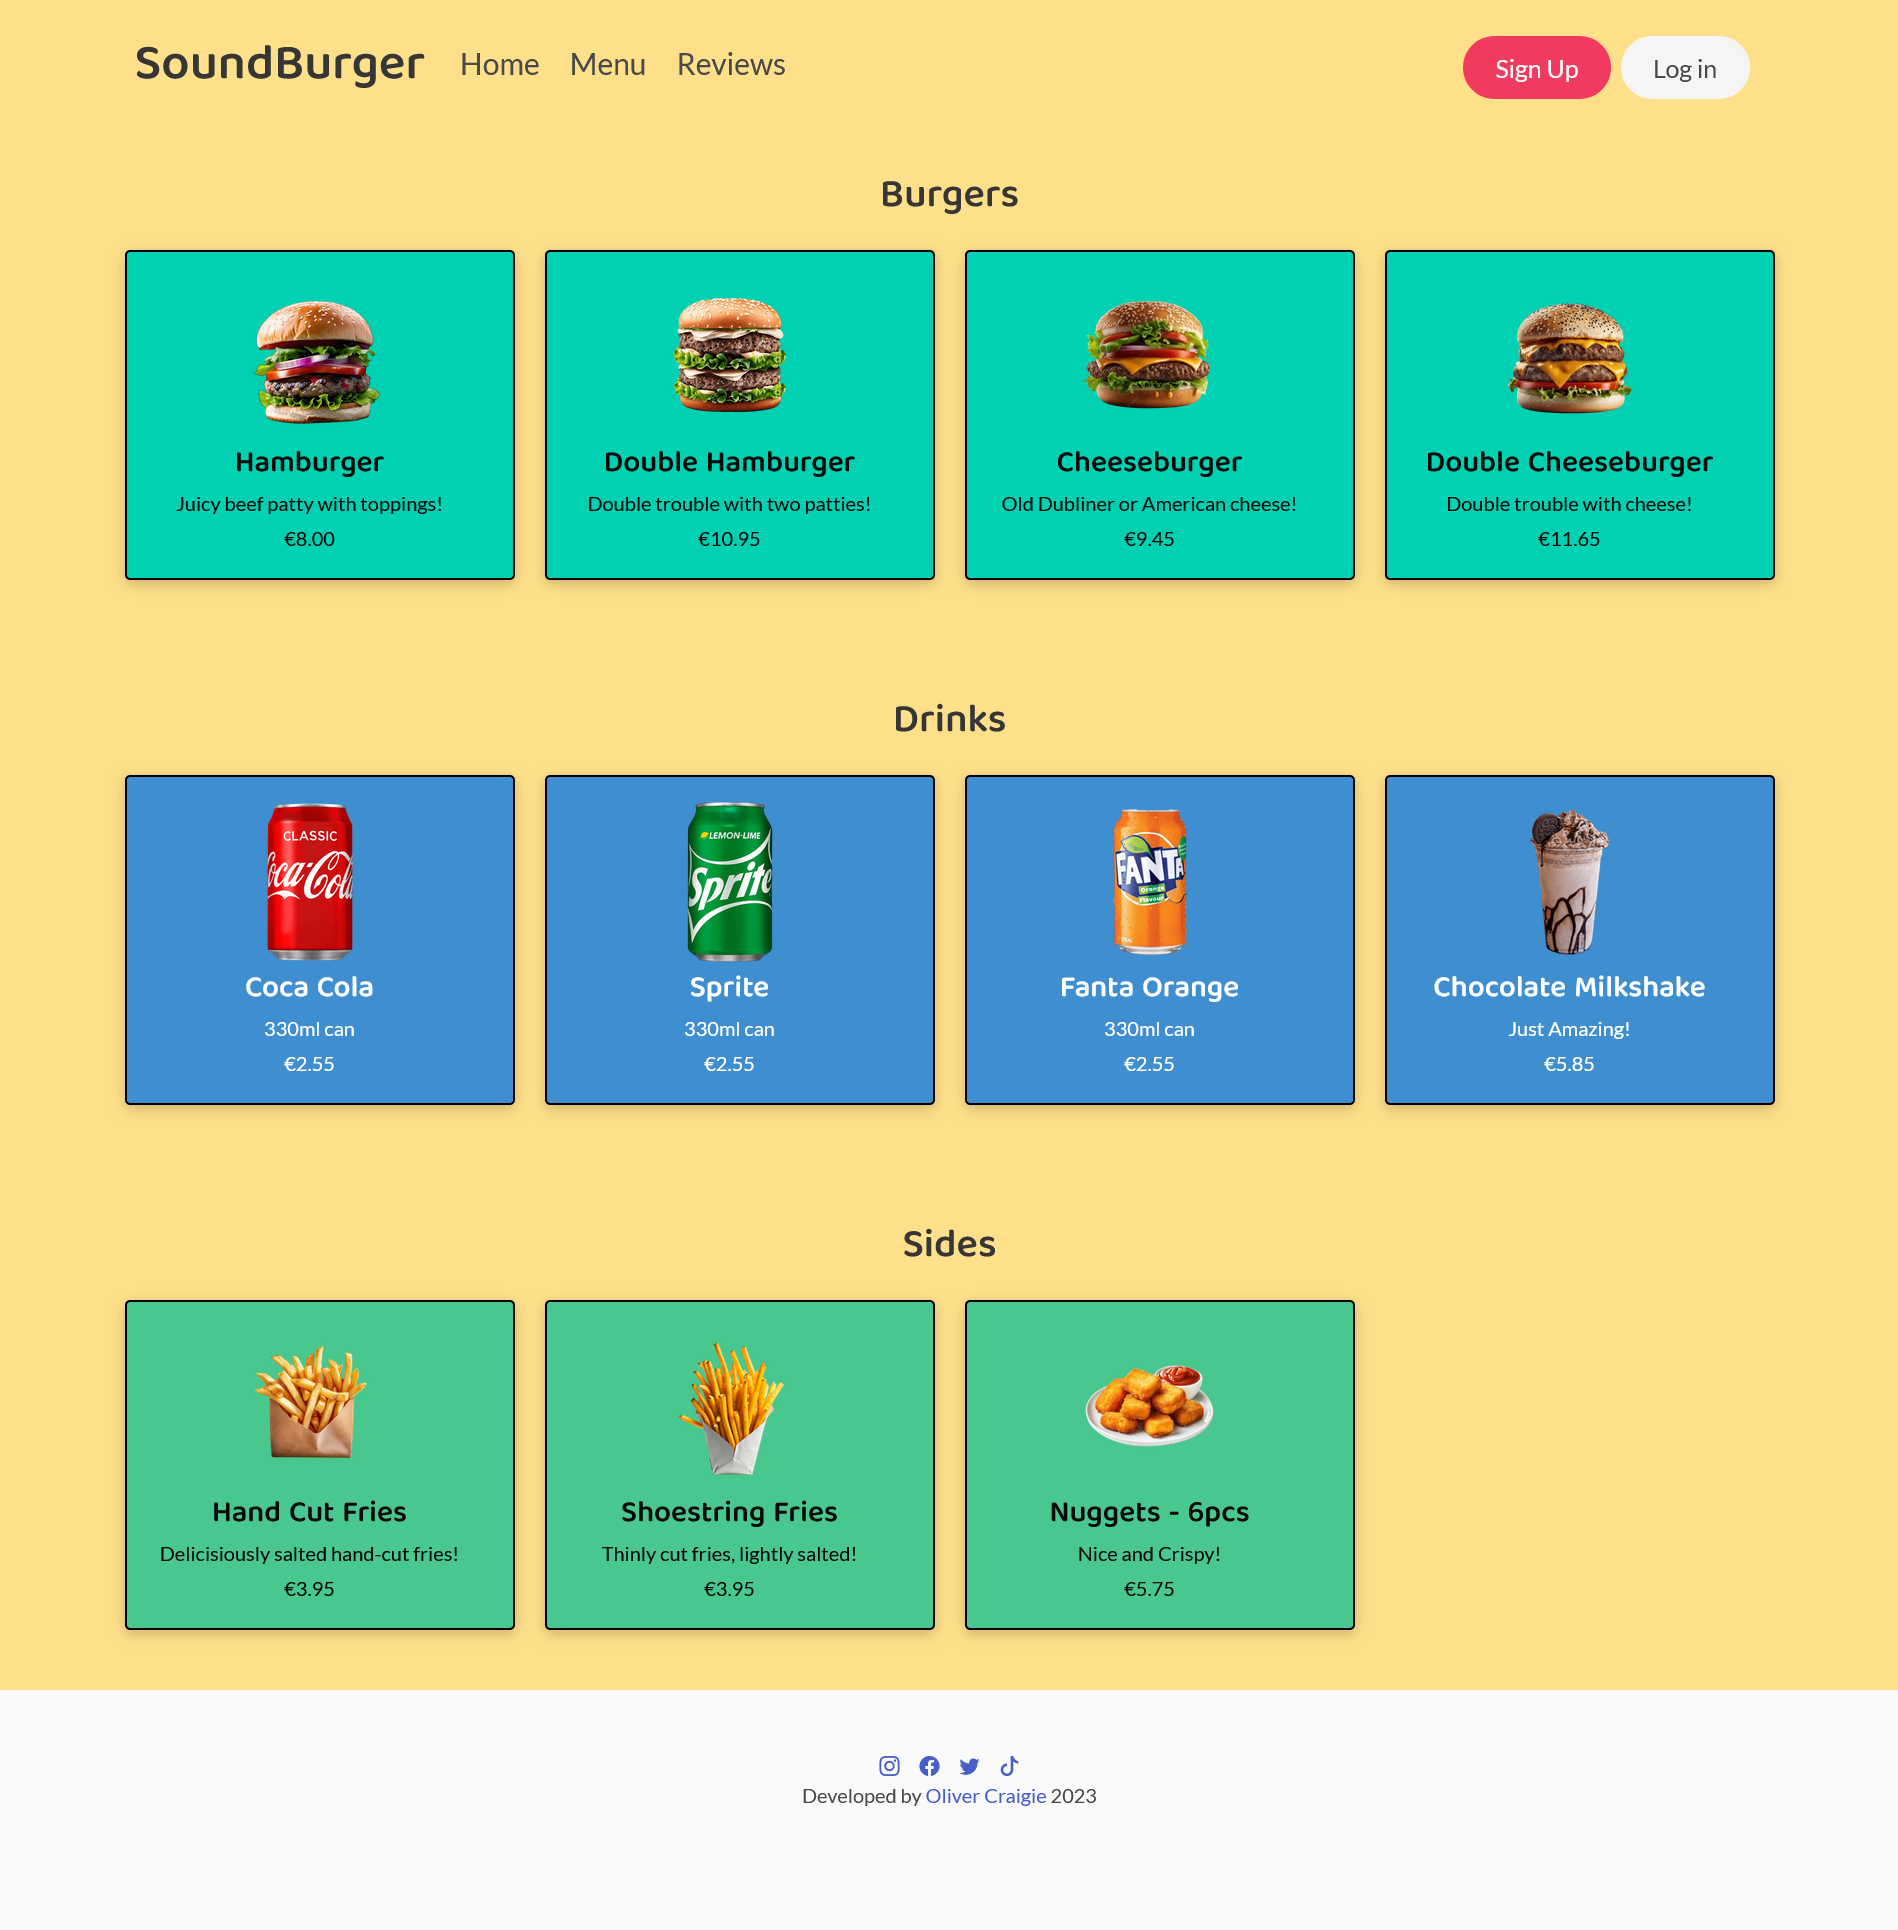 SoundBurger Home Menu Reviews Sign Up Log in
Burgers
Hamburger
Juicy beef patty with toppings!
€8.00
Double Hamburger
Double trouble with two patties!
€10.95
Cheeseburger
Old Dubliner or American cheese!
€9.45
Double Cheeseburger
Double trouble with cheese!
€11.65
Drinks
CLASSIC
Coca-Cola
Coca Cola
330ml can
€2.55
LEMON-LIME
Sprite
Sprite
330ml can
€2.55
FANTA
Orange
Flavour
Fanta Orange
330ml can
€2.55
Chocolate Milkshake
Just Amazing!
€5.85
Sides
Hand Cut Fries
Delicisiously salted hand-cut fries!
€3.95
Shoestring Fries
Thinly cut fries, lightly salted!
€3.95
Nuggets - 6pcs
Nice and Crispy!
€5.75
Developed by Oliver Craigie 2023